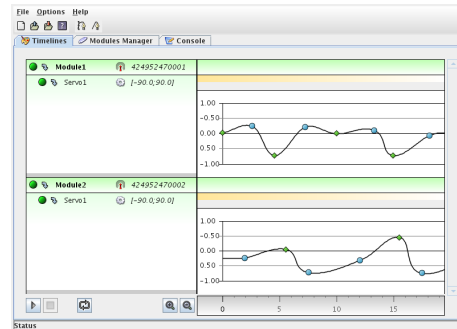 File Options Help
Timelines Modules Manager Console
Module1 424952470001
Servo1 [-90.0;90.0]
1.00
-0.50
0.00
0.50
-1.00
Module2 424952470002
Servo1 [-90.0;90.0]
1.00
-0.50
0.00
0.50
-1.00
0 5 10 15
Status